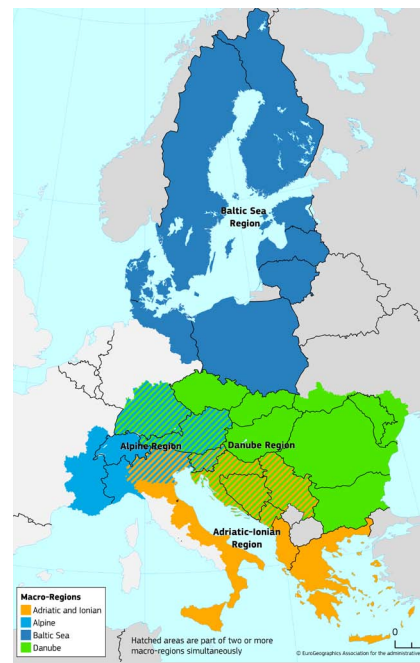 Baltic Sea
Region
Alpine Region
Danube Region
Adriatic-Ionian
Region
Macro-Regions
Adriatic and Ionian
Alpine
Baltic Sea
Danube
Hatched areas are part of two or more
macro-regions simultaneously
0
© EuroGeographics Association for the administrative